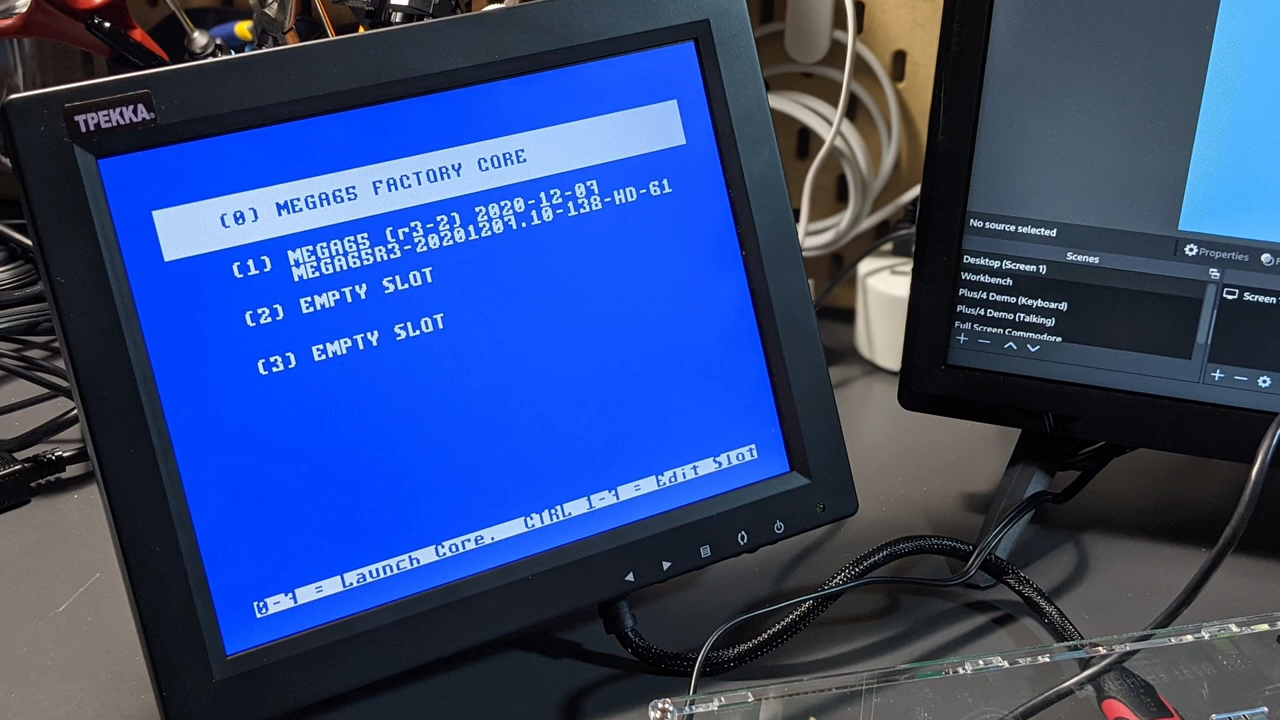 TPEKKA
(0) MEGA65 FACTORY CORE
(1) MEGA65 (r3-2) 2020-12-07
MEGA65R3-20201207.10-138-HD-61
(2) EMPTY SLOT
(3) EMPTY SLOT
0-7 = Launch Core. CTRL 1-7 = Edit Slot
No source selected
Properties
Scenes
Desktop (Screen 1)
Workbench
Plus/4 Demo (Keyboard)
Plus/4 Demo (Talking)
Full Screen Commodore
Screen